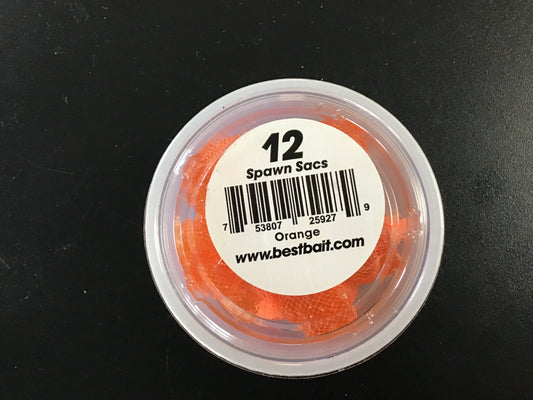 12
Spawn Sacs
7 53807 25927 9
Orange
www.bestbait.com